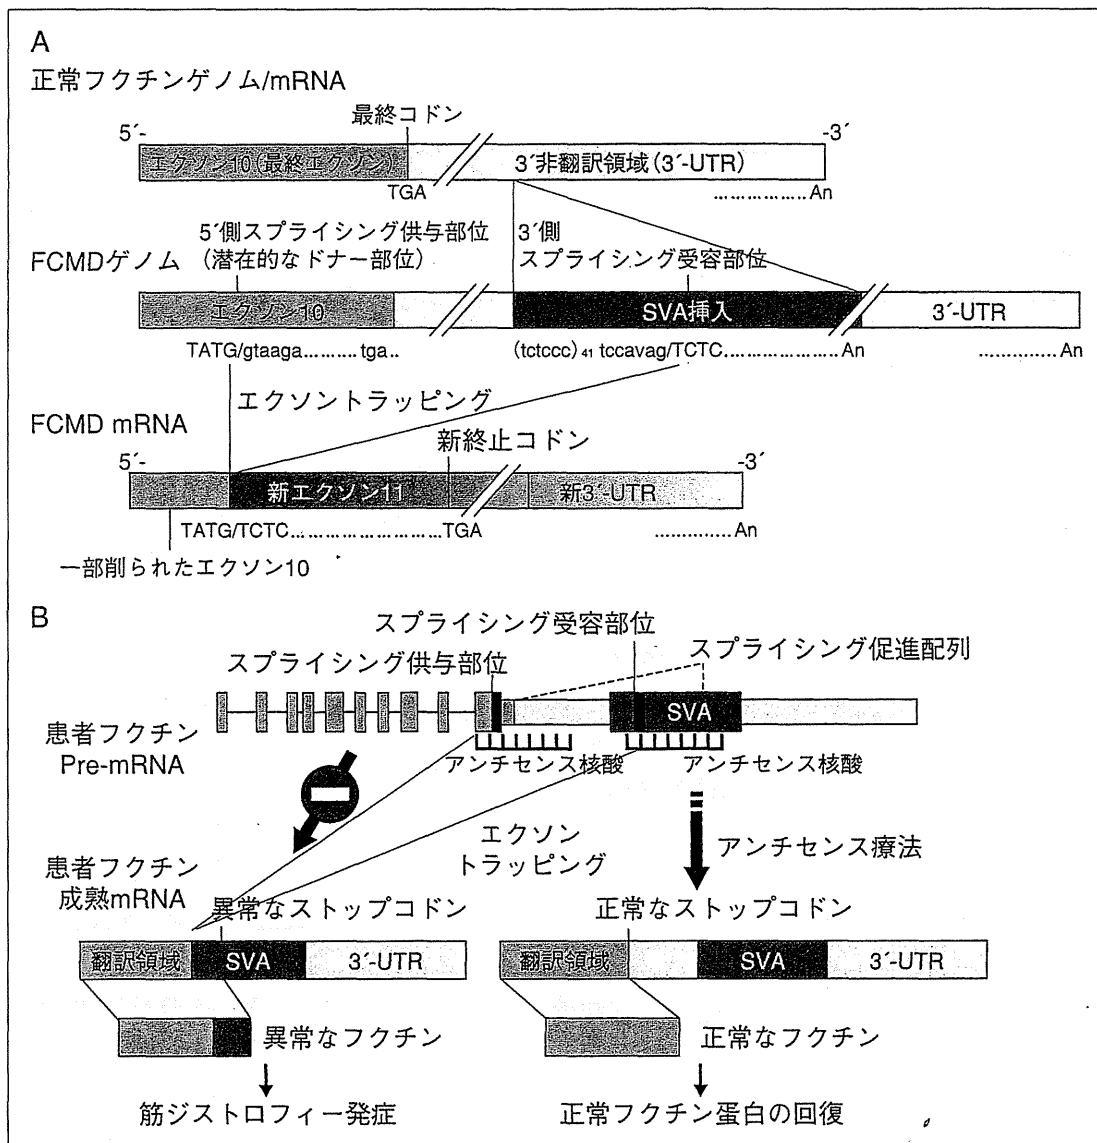 A
正常フクチンゲノム/mRNA
最終コドン
5´-
-3´
エクソン10(最終エクソン)
3´非翻訳領域(3´-UTR)
TGA
..................An
5´側スプライシング供与部位
(潜在的なドナー部位)
3´側
スプライシング受容部位
FCMDゲノム
エクソン10
SVA挿入
3´-UTR
TATG/gtaaga..........tga..
(tctccc)41 tccavag/TCTC......................An
..............An
エクソントラッピング
FCMD mRNA
新終止コドン
5´-
-3´
新エクソン11
新3´-UTR
TATG/TCTC.............................TGA
..............An
一部削られたエクソン10
B
スプライシング受容部位
スプライシング促進配列
スプライシング供与部位
SVA
患者フクチン
Pre-mRNA
アンチセンス核酸
アンチセンス核酸
エクソン
トラッピング
アンチセンス療法
患者フクチン
成熟mRNA
異常なストップコドン
正常なストップコドン
翻訳領域
SVA
3´-UTR
翻訳領域
SVA
3´-UTR
異常なフクチン
正常なフクチン
筋ジストロフィー発症
正常フクチン蛋白の回復